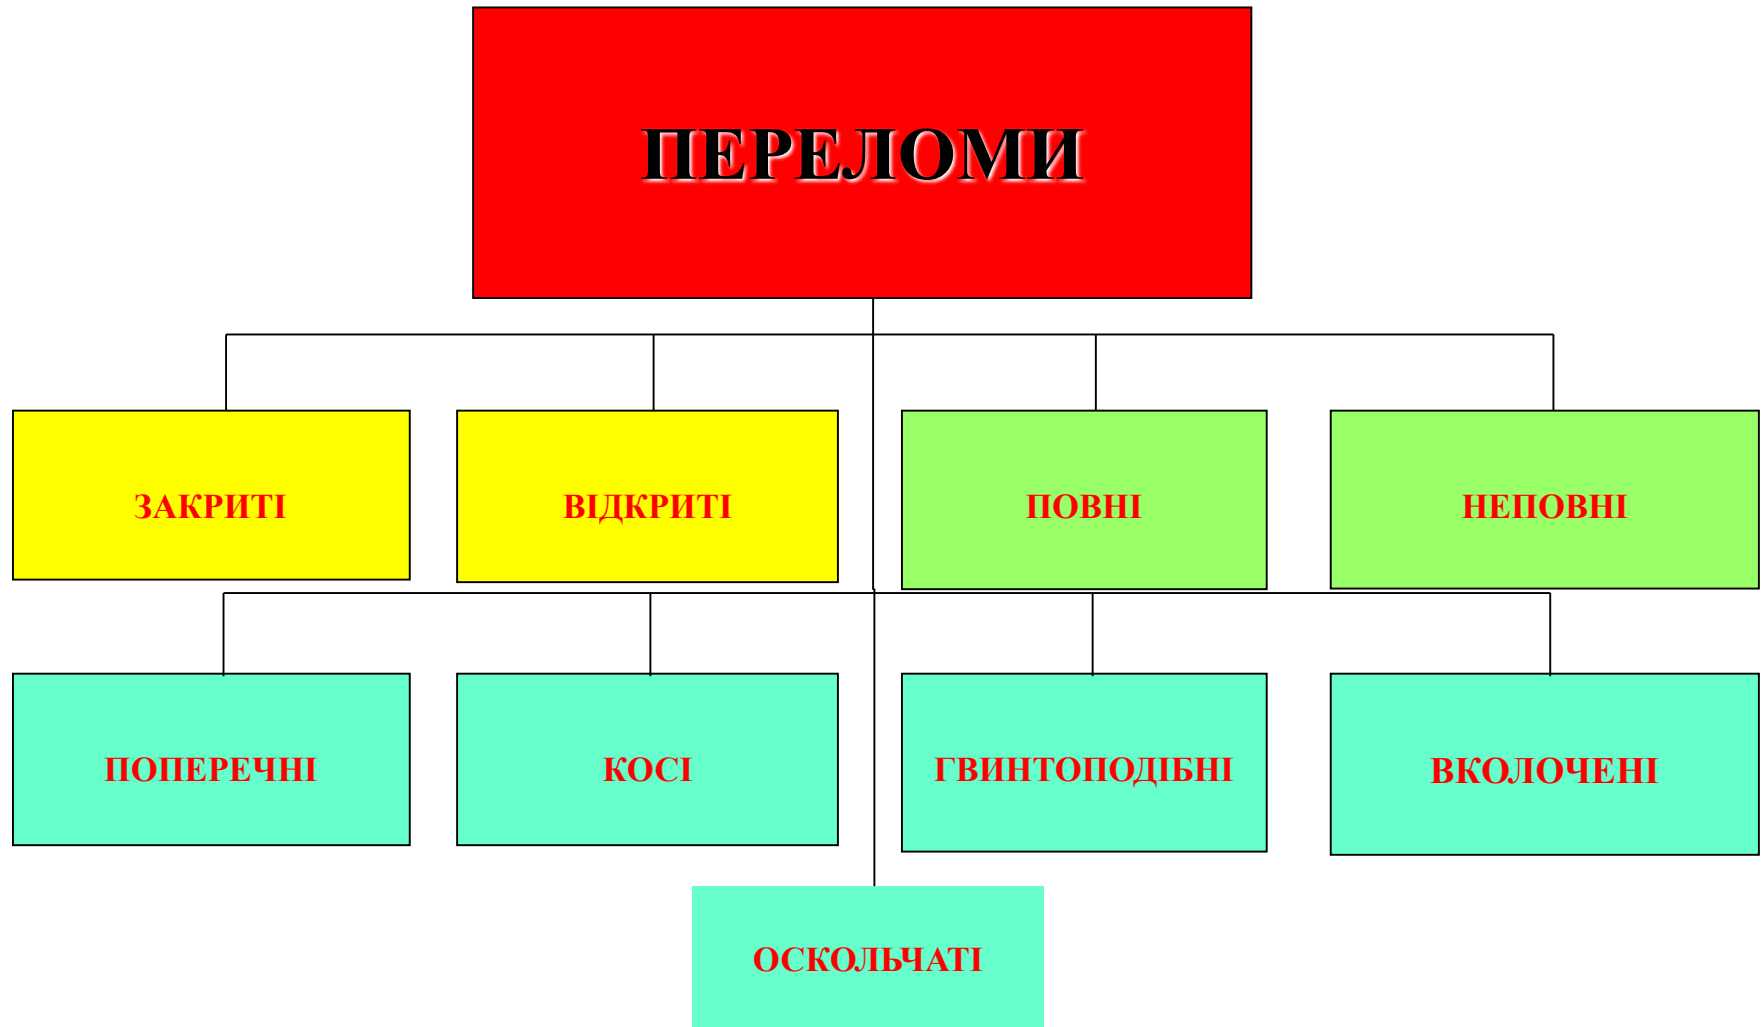 ПЕРЕЛОМИ
ЗАКРИТІ
ВІДКРИТІ
ПОВНІ
НЕПОВНІ
ПОПЕРЕЧНІ
КОСІ
ГВИНТОПОДІБНІ
ВКОЛОЧЕНІ
ОСКОЛЬЧАТІ